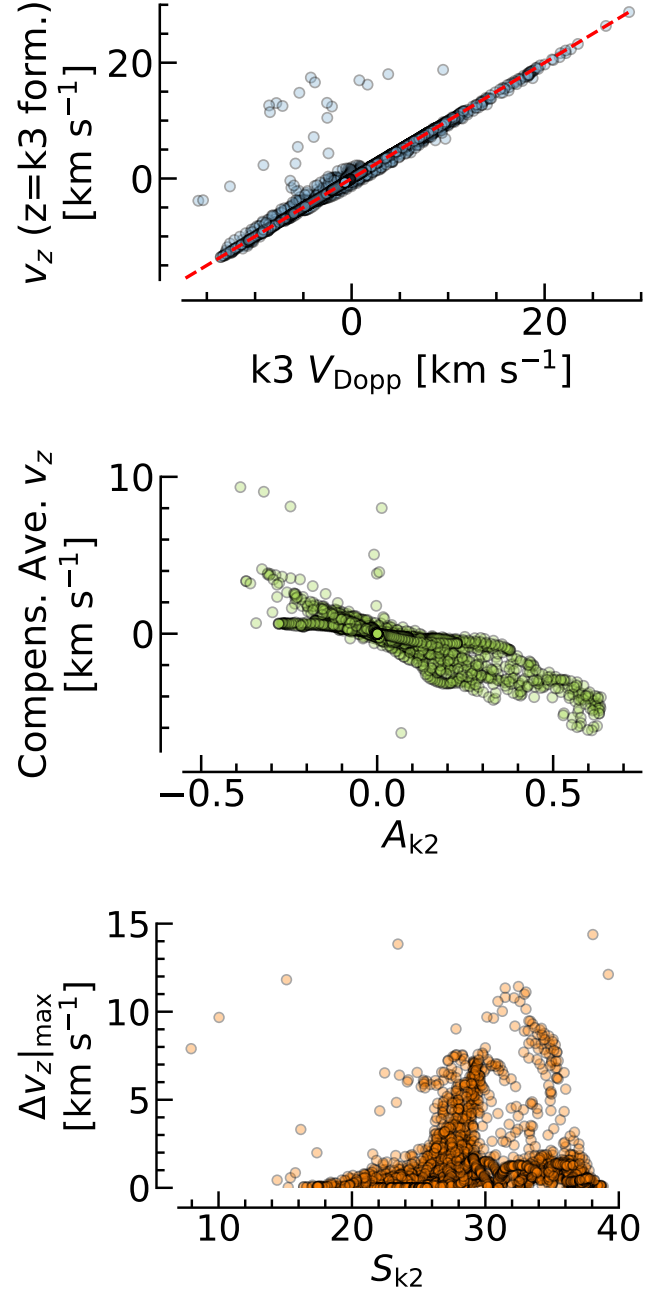 v_z (z=k3 form.)
[km s⁻¹]
20
0
0
20
k3 V_Dopp [km s⁻¹]
Compens. Ave. v_z
[km s⁻¹]
10
0
−0.5
0.0
0.5
A_k2
Δv_z|_max
[km s⁻¹]
15
10
5
0
10
20
30
40
S_k2